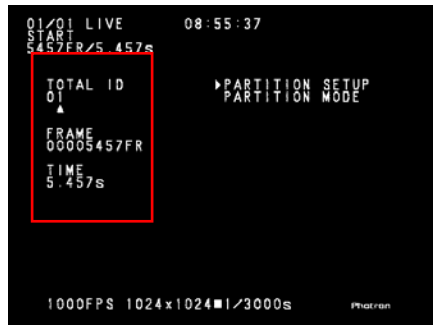 01/01 LIVE 08:55:37
START
5457FR/5.457s
TOTAL ID ▶PARTITION SETUP
01 PARTITION MODE
▲
FRAME
00005457FR
TIME
5.457s
1000FPS 1024x1024■1/3000s Photron